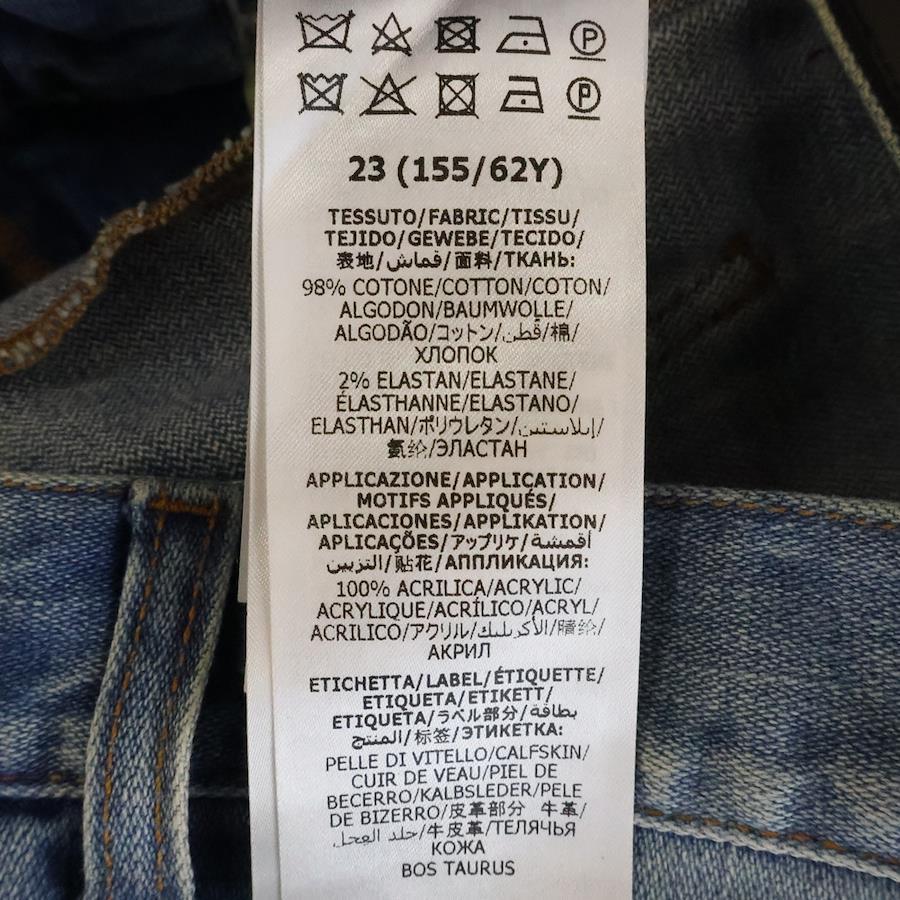 23 (155/62Y)
TESSUTO/FABRIC/TISSU/
TEJIDO/GEWEBE/TECIDO/
表地/قماش/面料/ТКАНЬ:
98% COTONE/COTTON/COTON/
ALGODON/BAUMWOLLE/
ALGODÃO/コットン/قطن/棉/
ХЛОПОК
2% ELASTAN/ELASTANE/
ÉLASTHANNE/ELASTANO/
ELASTHAN/ポリウレタン/إيلاستين/
氨纶/ЭЛАСТАН
APPLICAZIONE/APPLICATION/
MOTIFS APPLIQUÉS/
APLICACIONES/APPLIKATION/
APLICAÇÕES/アップリケ/أقمشة
التزيين/贴花/АППЛИКАЦИЯ:
100% ACRILICA/ACRYLIC/
ACRYLIQUE/ACRÍLICO/ACRYL/
ACRILICO/アクリル/الأكريليك/腈纶/
АКРИЛ
ETICHETTA/LABEL/ÉTIQUETTE/
ETIQUETA/ETIKETT/
ETIQUETA/ラベル部分/بطاقة
المنتج/标签/ЭТИКЕТКА:
PELLE DI VITELLO/CALFSKIN/
CUIR DE VEAU/PIEL DE
BECERRO/KALBSLEDER/PELE
DE BIZERRO/皮革部分 牛革/
جلد العجل/牛皮革/ТЕЛЯЧЬЯ
КОЖА
BOS TAURUS